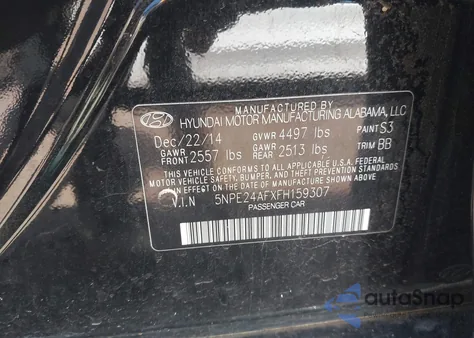 MANUFACTURED BY
HYUNDAI MOTOR MANUFACTURING ALABAMA, LLC
Dec/22/14 GVWR 4497 lbs PAINT S3
GAWR FRONT 2557 lbs GAWR REAR 2513 lbs TRIM BB
THIS VEHICLE CONFORMS TO ALL APPLICABLE U.S.A. FEDERAL
MOTOR VEHICLE SAFETY, BUMPER, AND THEFT PREVENTION STANDARDS
IN EFFECT ON THE DATE OF MANUFACTURE SHOWN ABOVE.
V.I.N 5NPE24AFXFH159307
PASSENGER CAR
autoSnap